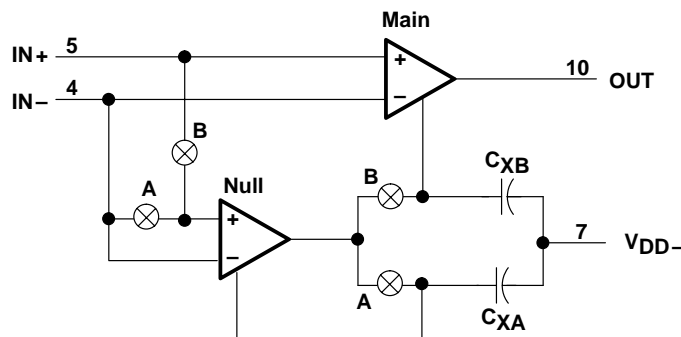 Main
IN+ 5
+
10 OUT
IN− 4
−
B
A
Null
B
CXB
+
7 VDD−
−
A
CXA